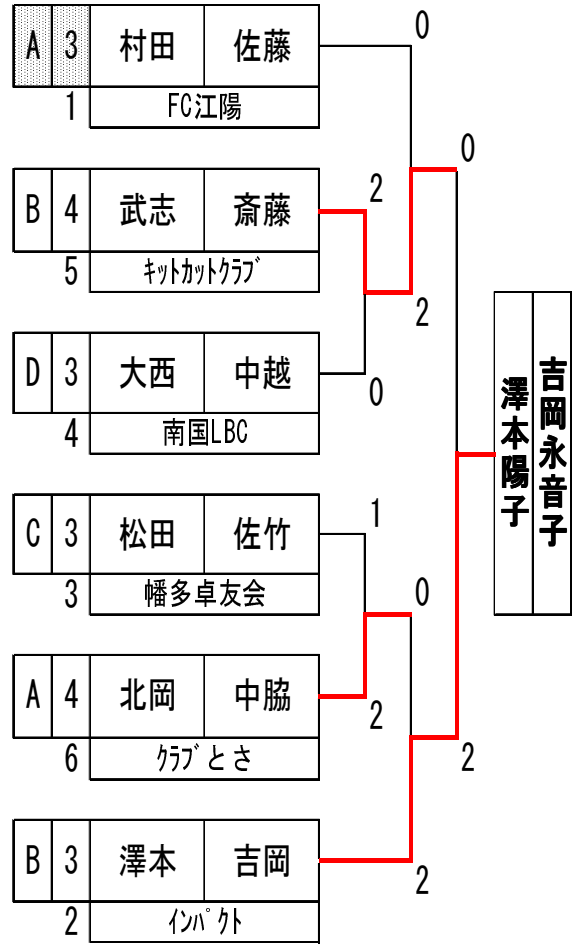 A 3 村田 佐藤
1 FC江陽
0
0
B 4 武志 斎藤
2
5 キットカットクラブ
2
D 3 大西 中越
0
4 南国LBC
吉岡永音子
澤本陽子
C 3 松田 佐竹
1
3 幡多卓友会
0
A 4 北岡 中脇
2
6 クラブとさ
2
B 3 澤本 吉岡
2
2 インパクト